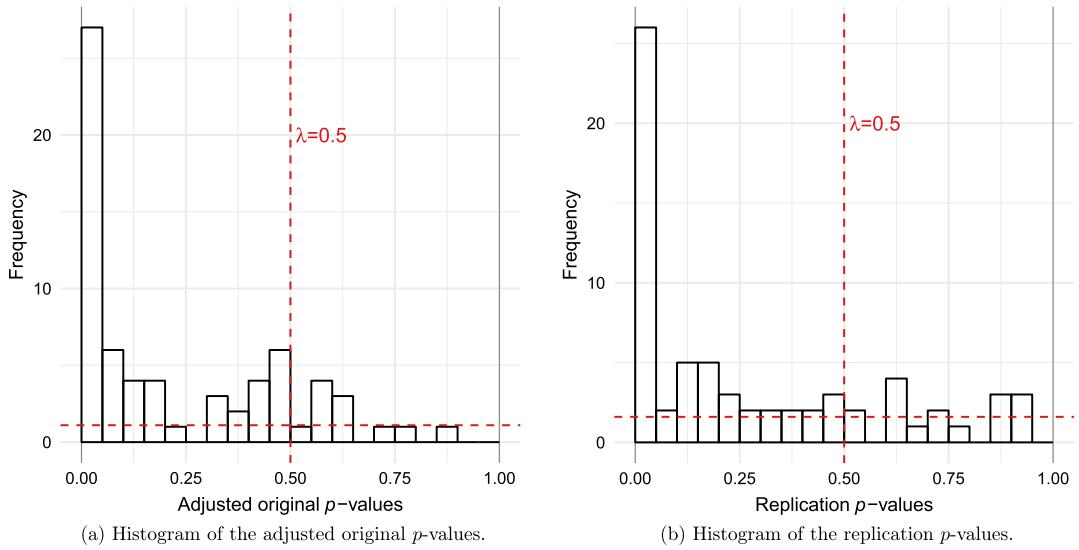 Frequency
20
10
0
λ=0.5
0.00 0.25 0.50 0.75 1.00
Adjusted original p−values
(a) Histogram of the adjusted original p-values.
Frequency
20
10
0
λ=0.5
0.00 0.25 0.50 0.75 1.00
Replication p−values
(b) Histogram of the replication p-values.